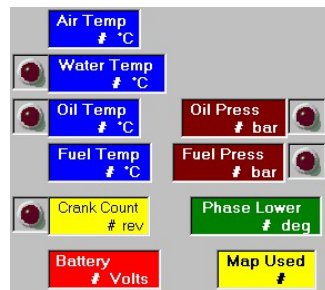 Air Temp
# °C
Water Temp
# °C
Oil Temp
# °C
Oil Press
# bar
Fuel Temp
# °C
Fuel Press
# bar
Crank Count
# rev
Phase Lower
# deg
Battery
# Volts
Map Used
#